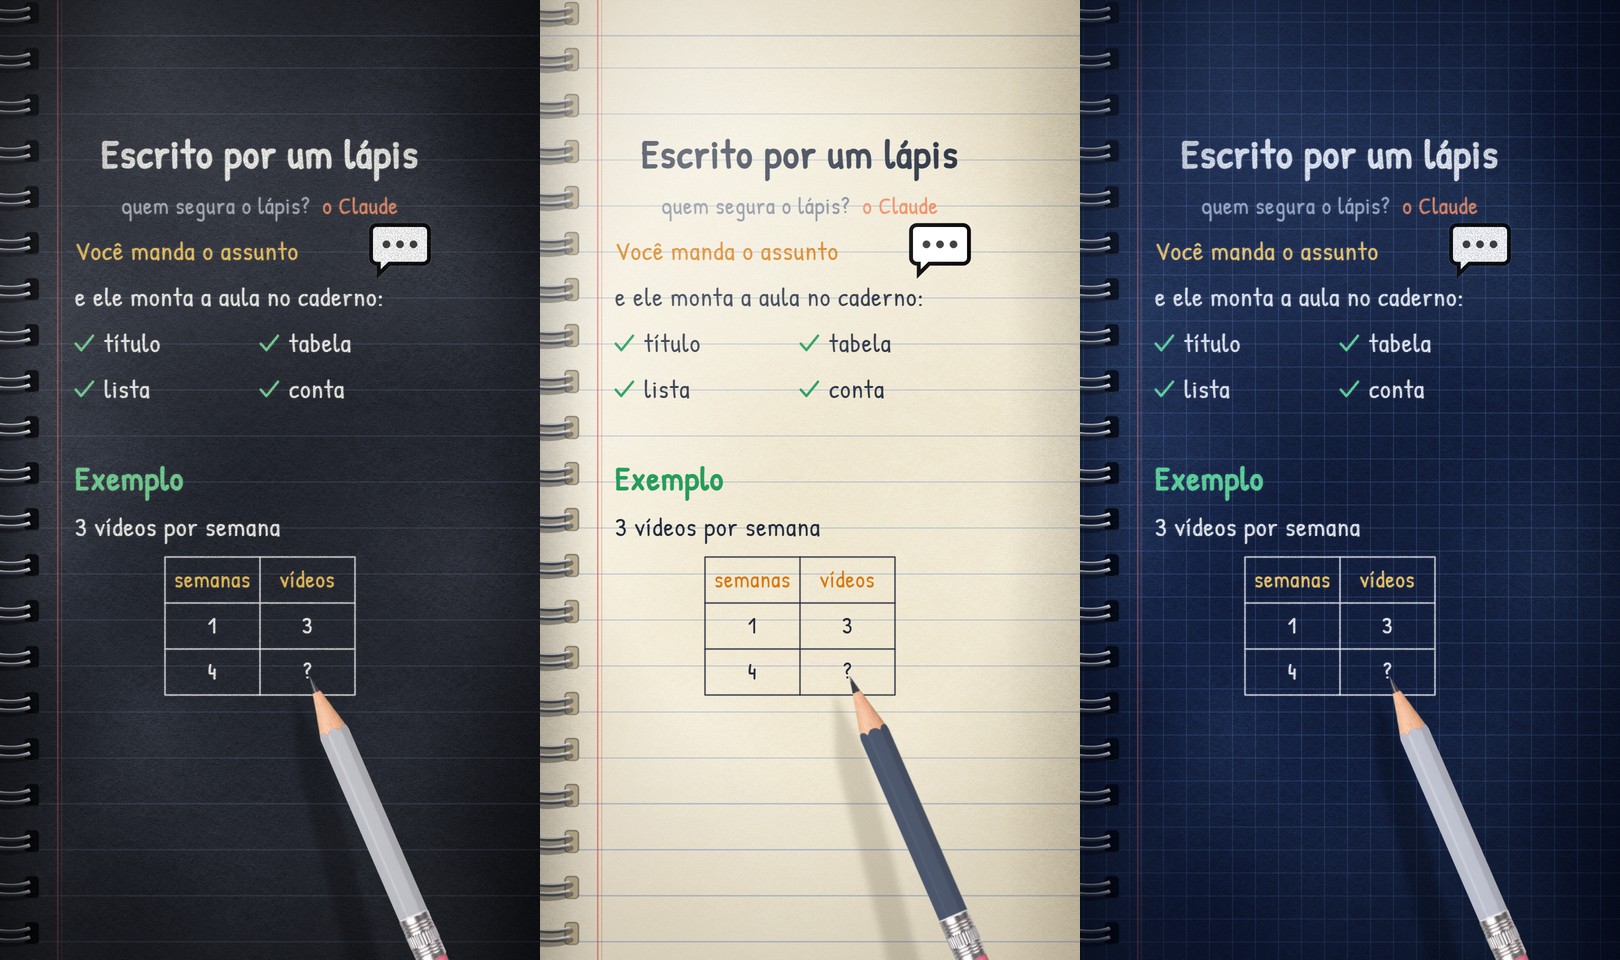 Escrito por um lápis
quem segura o lápis? o Claude
Você manda o assunto
e ele monta a aula no caderno:
título tabela
lista conta
Exemplo
3 vídeos por semana
semanas vídeos
1 3
4 ?
Escrito por um lápis
quem segura o lápis? o Claude
Você manda o assunto
e ele monta a aula no caderno:
título tabela
lista conta
Exemplo
3 vídeos por semana
semanas vídeos
1 3
4 ?
Escrito por um lápis
quem segura o lápis? o Claude
Você manda o assunto
e ele monta a aula no caderno:
título tabela
lista conta
Exemplo
3 vídeos por semana
semanas vídeos
1 3
4 ?